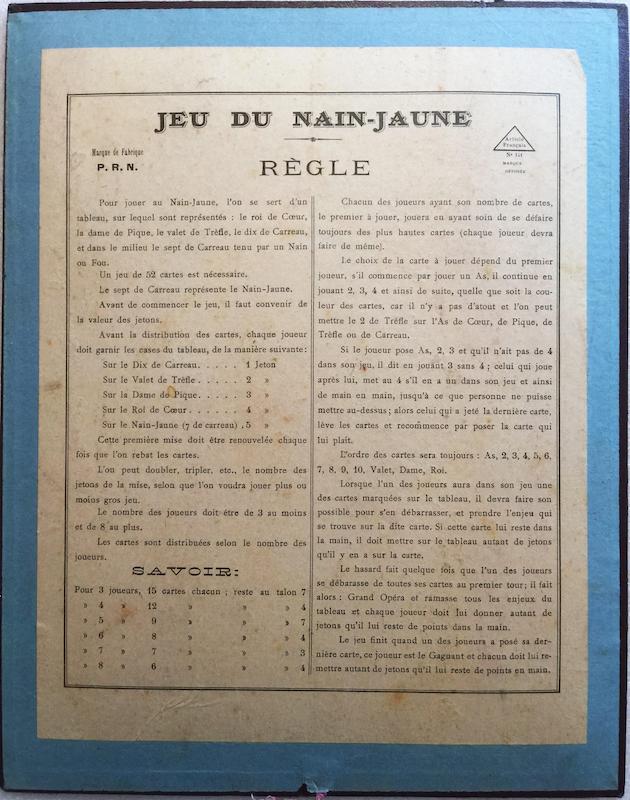 JEU DU NAIN-JAUNE
Marque de Fabrique
P. R. N.
RÈGLE
Article
Français
MARQUE
DÉPOSÉE
Pour jouer au Nain-Jaune, l'on se sert d'un
tableau, sur lequel sont représentés : le roi de Cœur,
la dame de Pique, le valet de Trèfle, le dix de Carreau,
et dans le milieu le sept de Carreau tenu par un Nain
ou Fou.
Un jeu de 52 cartes est nécessaire.
Le sept de Carreau représente le Nain-Jaune.
Avant de commencer le jeu, il faut convenir de
la valeur des jetons.
Avant la distribution des cartes, chaque joueur
doit garnir les cases du tableau, de la manière suivante :
Sur le Dix de Carreau. . . . . 1 Jeton
Sur le Valet de Trèfle. . . . . 2 »
Sur la Dame de Pique. . . . . 3 »
Sur le Roi de Cœur. . . . . . 4 »
Sur le Nain-Jaune (7 de carreau) . 5 »
Cette première mise doit être renouvelée chaque
fois que l'on rebat les cartes.
L'on peut doubler, tripler, etc., le nombre des
jetons de la mise, selon que l'on voudra jouer plus ou
moins gros jeu.
Le nombre des joueurs doit être de 3 au moins
et de 8 au plus.
Les cartes sont distribuées selon le nombre des
joueurs.
SAVOIR:
Pour 3 joueurs, 15 cartes chacun ; reste au talon 7
» 4 » 12 » » 4
» 5 » 9 » » 7
» 6 » 8 » » 4
» 7 » 7 » » 3
» 8 » 6 » » 4
Chacun des joueurs ayant son nombre de cartes,
le premier à jouer, jouera en ayant soin de se défaire
toujours des plus hautes cartes (chaque joueur devra
faire de même).
Le choix de la carte à jouer dépend du premier
joueur, s'il commence par jouer un As, il continue en
jouant 2, 3, 4 et ainsi de suite, quelle que soit la cou-
leur des cartes, car il n'y a pas d'atout et l'on peut
mettre le 2 de Trèfle sur l'As de Cœur, de Pique, de
Trèfle ou de Carreau.
Si le joueur pose As, 2, 3 et qu'il n'ait pas de 4
dans son jeu, il dit en jouant 3 sans 4 ; celui qui joue
après lui, met au 4 s'il en a un dans son jeu et ainsi
de main en main, jusqu'à ce que personne ne puisse
mettre au-dessus ; alors celui qui a jeté la dernière carte,
lève les cartes et recommence par poser la carte qui
lui plait.
L'ordre des cartes sera toujours : As, 2, 3, 4, 5, 6,
7, 8, 9, 10, Valet, Dame, Roi.
Lorsque l'un des joueurs aura dans son jeu une
des cartes marquées sur le tableau, il devra faire son
possible pour s'en débarrasser, et prendre l'enjeu qui
se trouve sur la dite carte. Si cette carte lui reste dans
la main, il doit mettre sur le tableau autant de jetons
qu'il y en a sur la carte.
Le hasard fait quelque fois que l'un des joueurs
se débarasse de toutes ses cartes au premier tour ; il fait
alors : Grand Opéra et ramasse tous les enjeux du
tableau et chaque joueur doit lui donner autant de
jetons qu'il lui reste de points dans la main.
Le jeu finit quand un des joueurs a posé sa der-
nière carte, ce joueur est le Gagnant et chacun doit lui re-
mettre autant de jetons qu'il lui reste de points en main.